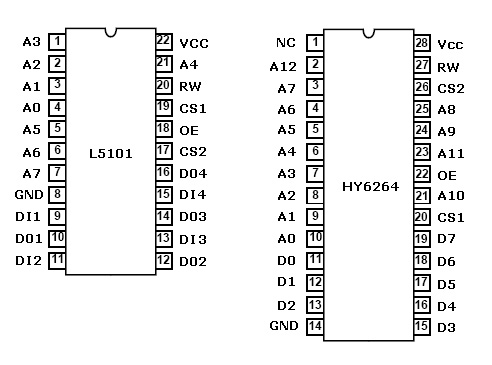 A3 1 22 VCC
A2 2 21 A4
A1 3 20 RW
A0 4 19 CS1
A5 5 18 OE
A6 6 17 CS2
A7 7 16 DO4
GND 8 15 DI4
DI1 9 14 DO3
DO1 10 13 DI3
DI2 11 12 DO2
L5101
NC 1 28 Vcc
A12 2 27 RW
A7 3 26 CS2
A6 4 25 A8
A5 5 24 A9
A4 6 23 A11
A3 7 22 OE
A2 8 21 A10
A1 9 20 CS1
A0 10 19 D7
D0 11 18 D6
D1 12 17 D5
D2 13 16 D4
GND 14 15 D3
HY6264